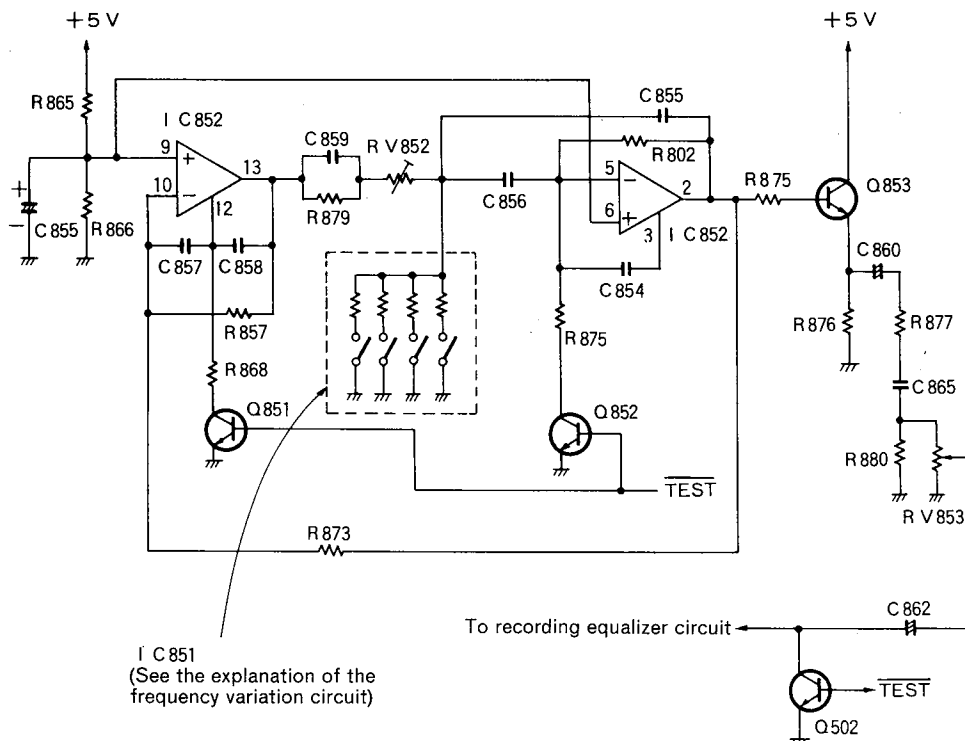 +5V
+5V
R865
I C852
C859
R V852
C855
R802
9
+
13
10
−
12
+
−
C855
R866
R879
C856
5
−
2
6
+
3
I C852
R875
Q853
C857
C858
C854
C860
R857
R875
R876
R877
R868
C865
Q851
Q852
R880
TEST
R V853
R873
C862
To recording equalizer circuit
I C851
(See the explanation of the
frequency variation circuit)
TEST
Q502